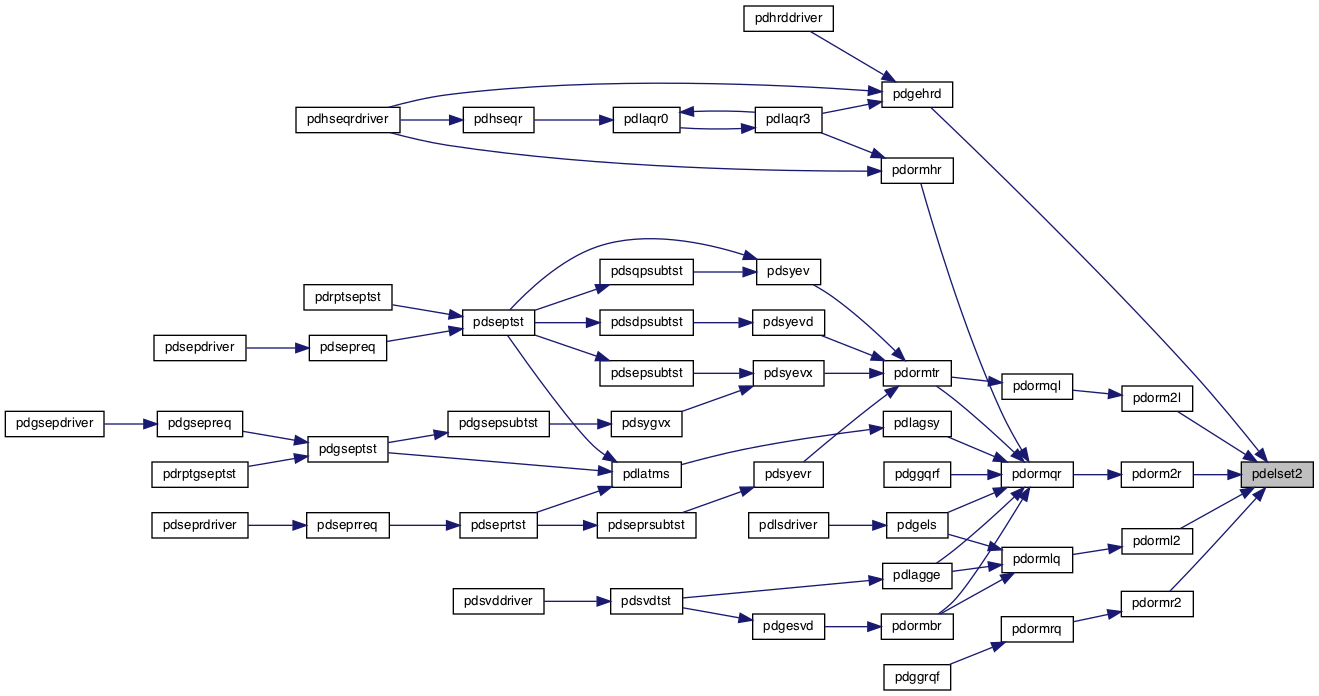 pdhrddriver
pdgehrd
pdhseqrdriver
pdhseqr
pdlaqr0
pdlaqr3
pdormhr
pdsqpsubtst
pdsyev
pdrptseptst
pdseptst
pdsdpsubtst
pdsyevd
pdsepdriver
pdsepreq
pdsepsubtst
pdsyevx
pdormtr
pdormql
pdorm2l
pdgsepdriver
pdgsepreq
pdgsepsubtst
pdsygvx
pdlagsy
pdgseptst
pdrptgseptst
pdlatms
pdsyevr
pdggqrf
pdormqr
pdorm2r
pdelset2
pdseprdriver
pdseprreq
pdseprtst
pdseprsubtst
pdlsdriver
pdgels
pdorml2
pdormlq
pdlagge
pdsvddriver
pdsvdtst
pdgesvd
pdormbr
pdormrq
pdormr2
pdggrqf